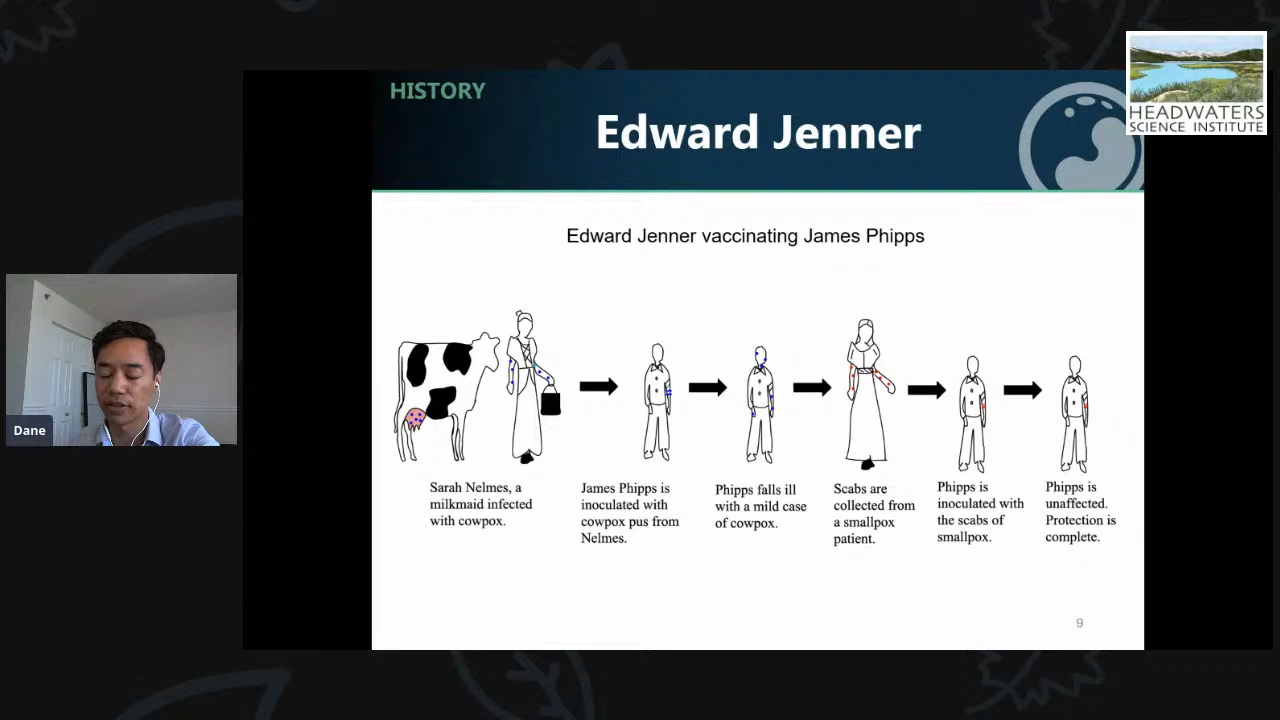 HISTORY
Edward Jenner
HEADWATERS
SCIENCE INSTITUTE
Edward Jenner vaccinating James Phipps
Dane
Sarah Nelmes, a
milkmaid infected
with cowpox.
James Phipps is
inoculated with
cowpox pus from
Nelmes.
Phipps falls ill
with a mild case
of cowpox.
Scabs are
collected from
a smallpox
patient.
Phipps is
inoculated with
the scabs of
smallpox.
Phipps is
unaffected.
Protection is
complete.
9